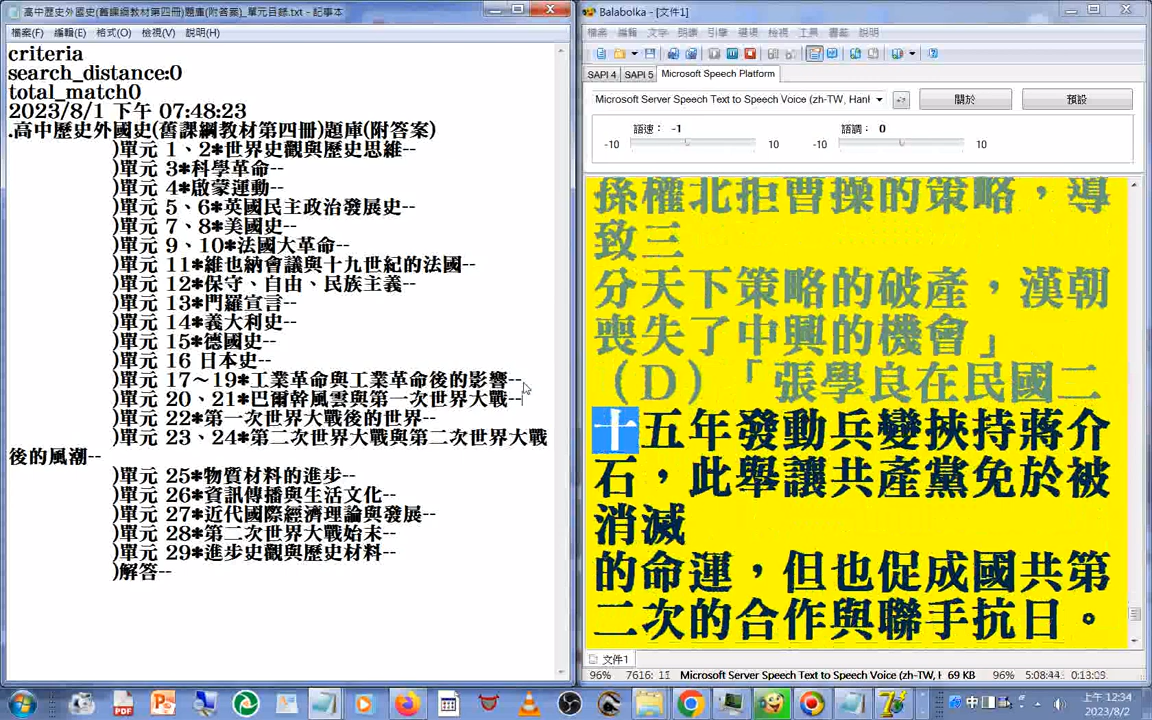 高中歷史外國史(舊課綱教材第四冊)題庫(附答案)_單元目錄.txt - 記事本
檔案(F) 編輯(E) 格式(O) 檢視(V) 說明(H)
criteria
search_distance:0
total_match0
2023/8/1 下午 07:48:23
.高中歷史外國史(舊課綱教材第四冊)題庫(附答案)
)單元 1、2*世界史觀與歷史思維--
)單元 3*科學革命--
)單元 4*啟蒙運動--
)單元 5、6*英國民主政治發展史--
)單元 7、8*美國史--
)單元 9、10*法國大革命--
)單元 11*維也納會議與十九世紀的法國--
)單元 12*保守、自由、民族主義--
)單元 13*門羅宣言--
)單元 14*義大利史--
)單元 15*德國史--
)單元 16 日本史--
)單元 17～19*工業革命與工業革命後的影響--
)單元 20、21*巴爾幹風雲與第一次世界大戰--
)單元 22*第一次世界大戰後的世界--
)單元 23、24*第二次世界大戰與第二次世界大戰
後的風潮--
)單元 25*物質材料的進步--
)單元 26*資訊傳播與生活文化--
)單元 27*近代國際經濟理論與發展--
)單元 28*第二次世界大戰始末--
)單元 29*進步史觀與歷史材料--
)解答--
Balabolka - [文件1]
檔案 編輯 文字 朗讀 引擎 選項 檢視 工具 書籤 說明
SAPI 4 SAPI 5 Microsoft Speech Platform
Microsoft Server Speech Text to Speech Voice (zh-TW, Hanl 關於 預設
語速： -1 語調： 0
-10 10 -10 10
孫權北拒曹操的策略，導
致三
分天下策略的破產，漢朝
喪失了中興的機會」
（D）「張學良在民國二
十五年發動兵變挾持蔣介
石，此舉讓共產黨免於被
消滅
的命運，但也促成國共第
二次的合作與聯手抗日。
文件1
96% 7616: 11 Microsoft Server Speech Text to Speech Voice (zh-TW, H 69 KB 96% 5:08:44 0:13:09
中
上午 12:34
2023/8/2